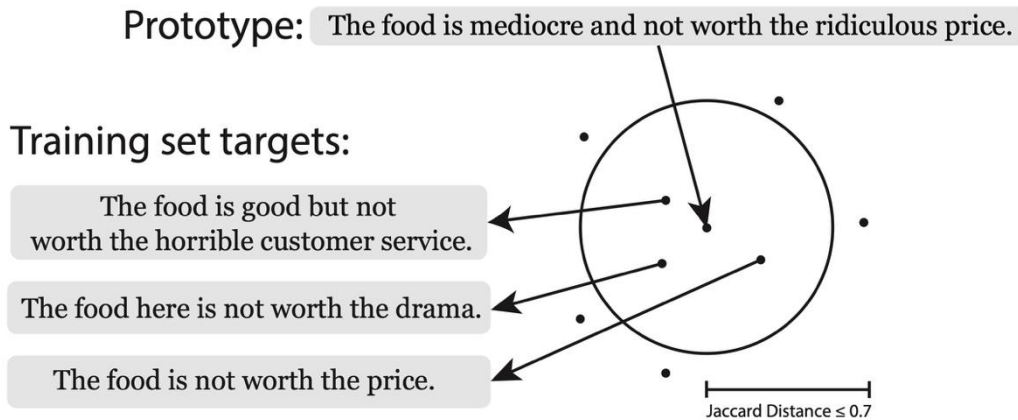 Prototype: The food is mediocre and not worth the ridiculous price.
Training set targets:
The food is good but not
worth the horrible customer service.
The food here is not worth the drama.
The food is not worth the price.
Jaccard Distance ≤ 0.7